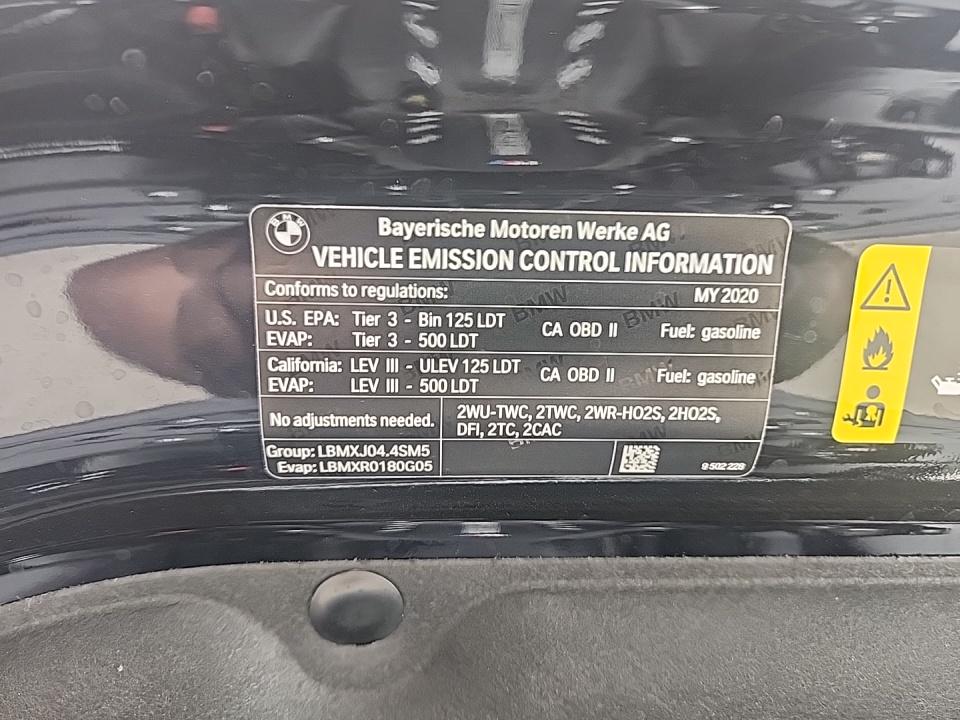 BMW
Bayerische Motoren Werke AG
VEHICLE EMISSION CONTROL INFORMATION
Conforms to regulations: MY 2020
U.S. EPA: Tier 3 - Bin 125 LDT CA OBD II Fuel: gasoline
EVAP: Tier 3 - 500 LDT
California: LEV III - ULEV 125 LDT CA OBD II Fuel: gasoline
EVAP: LEV III - 500 LDT
No adjustments needed. 2WU-TWC, 2TWC, 2WR-HO2S, 2HO2S,
DFI, 2TC, 2CAC
Group: LBMXJ04.4SM5
Evap: LBMXR0180G05
9 502 228